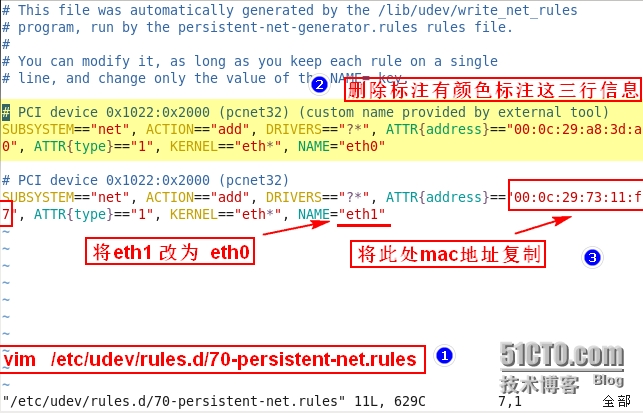 # This file was automatically generated by the /lib/udev/write_net_rules
# program, run by the persistent-net-generator.rules rules file.
#
# You can modify it, as long as you keep each rule on a single
# line, and change only the value of the NAME= key.
2 删除标注有颜色标注这三行信息
# PCI device 0x1022:0x2000 (pcnet32) (custom name provided by external tool)
SUBSYSTEM=="net", ACTION=="add", DRIVERS=="?*", ATTR{address}=="00:0c:29:a8:3d:a
0", ATTR{type}=="1", KERNEL=="eth*", NAME="eth0"
# PCI device 0x1022:0x2000 (pcnet32)
SUBSYSTEM=="net", ACTION=="add", DRIVERS=="?*", ATTR{address}=="00:0c:29:73:11:f
7", ATTR{type}=="1", KERNEL=="eth*", NAME="eth1"
~
将eth1 改为 eth0
将此处mac地址复制
3
~
~
~
~
~
vim /etc/udev/rules.d/70-persistent-net.rules 1
~
51CTO.com
技术博客 Blog
"/etc/udev/rules.d/70-persistent-net.rules" 11L, 629C 7,1 全部